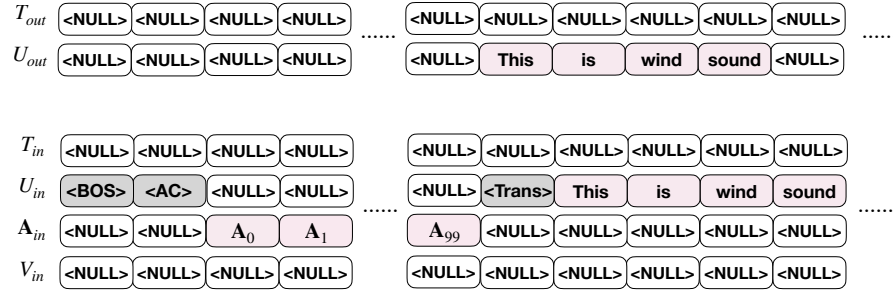 T_out <NULL> <NULL> <NULL> <NULL> ...... <NULL> <NULL> <NULL> <NULL> <NULL> <NULL> .....
U_out <NULL> <NULL> <NULL> <NULL> <NULL> This is wind sound <NULL>
T_in <NULL> <NULL> <NULL> <NULL> <NULL> <NULL> <NULL> <NULL> <NULL> <NULL>
U_in <BOS> <AC> <NULL> <NULL> ...... <NULL> <Trans> This is wind sound .....
A_in <NULL> <NULL> A_0 A_1 A_99 <NULL> <NULL> <NULL> <NULL> <NULL>
V_in <NULL> <NULL> <NULL> <NULL> <NULL> <NULL> <NULL> <NULL> <NULL> <NULL>